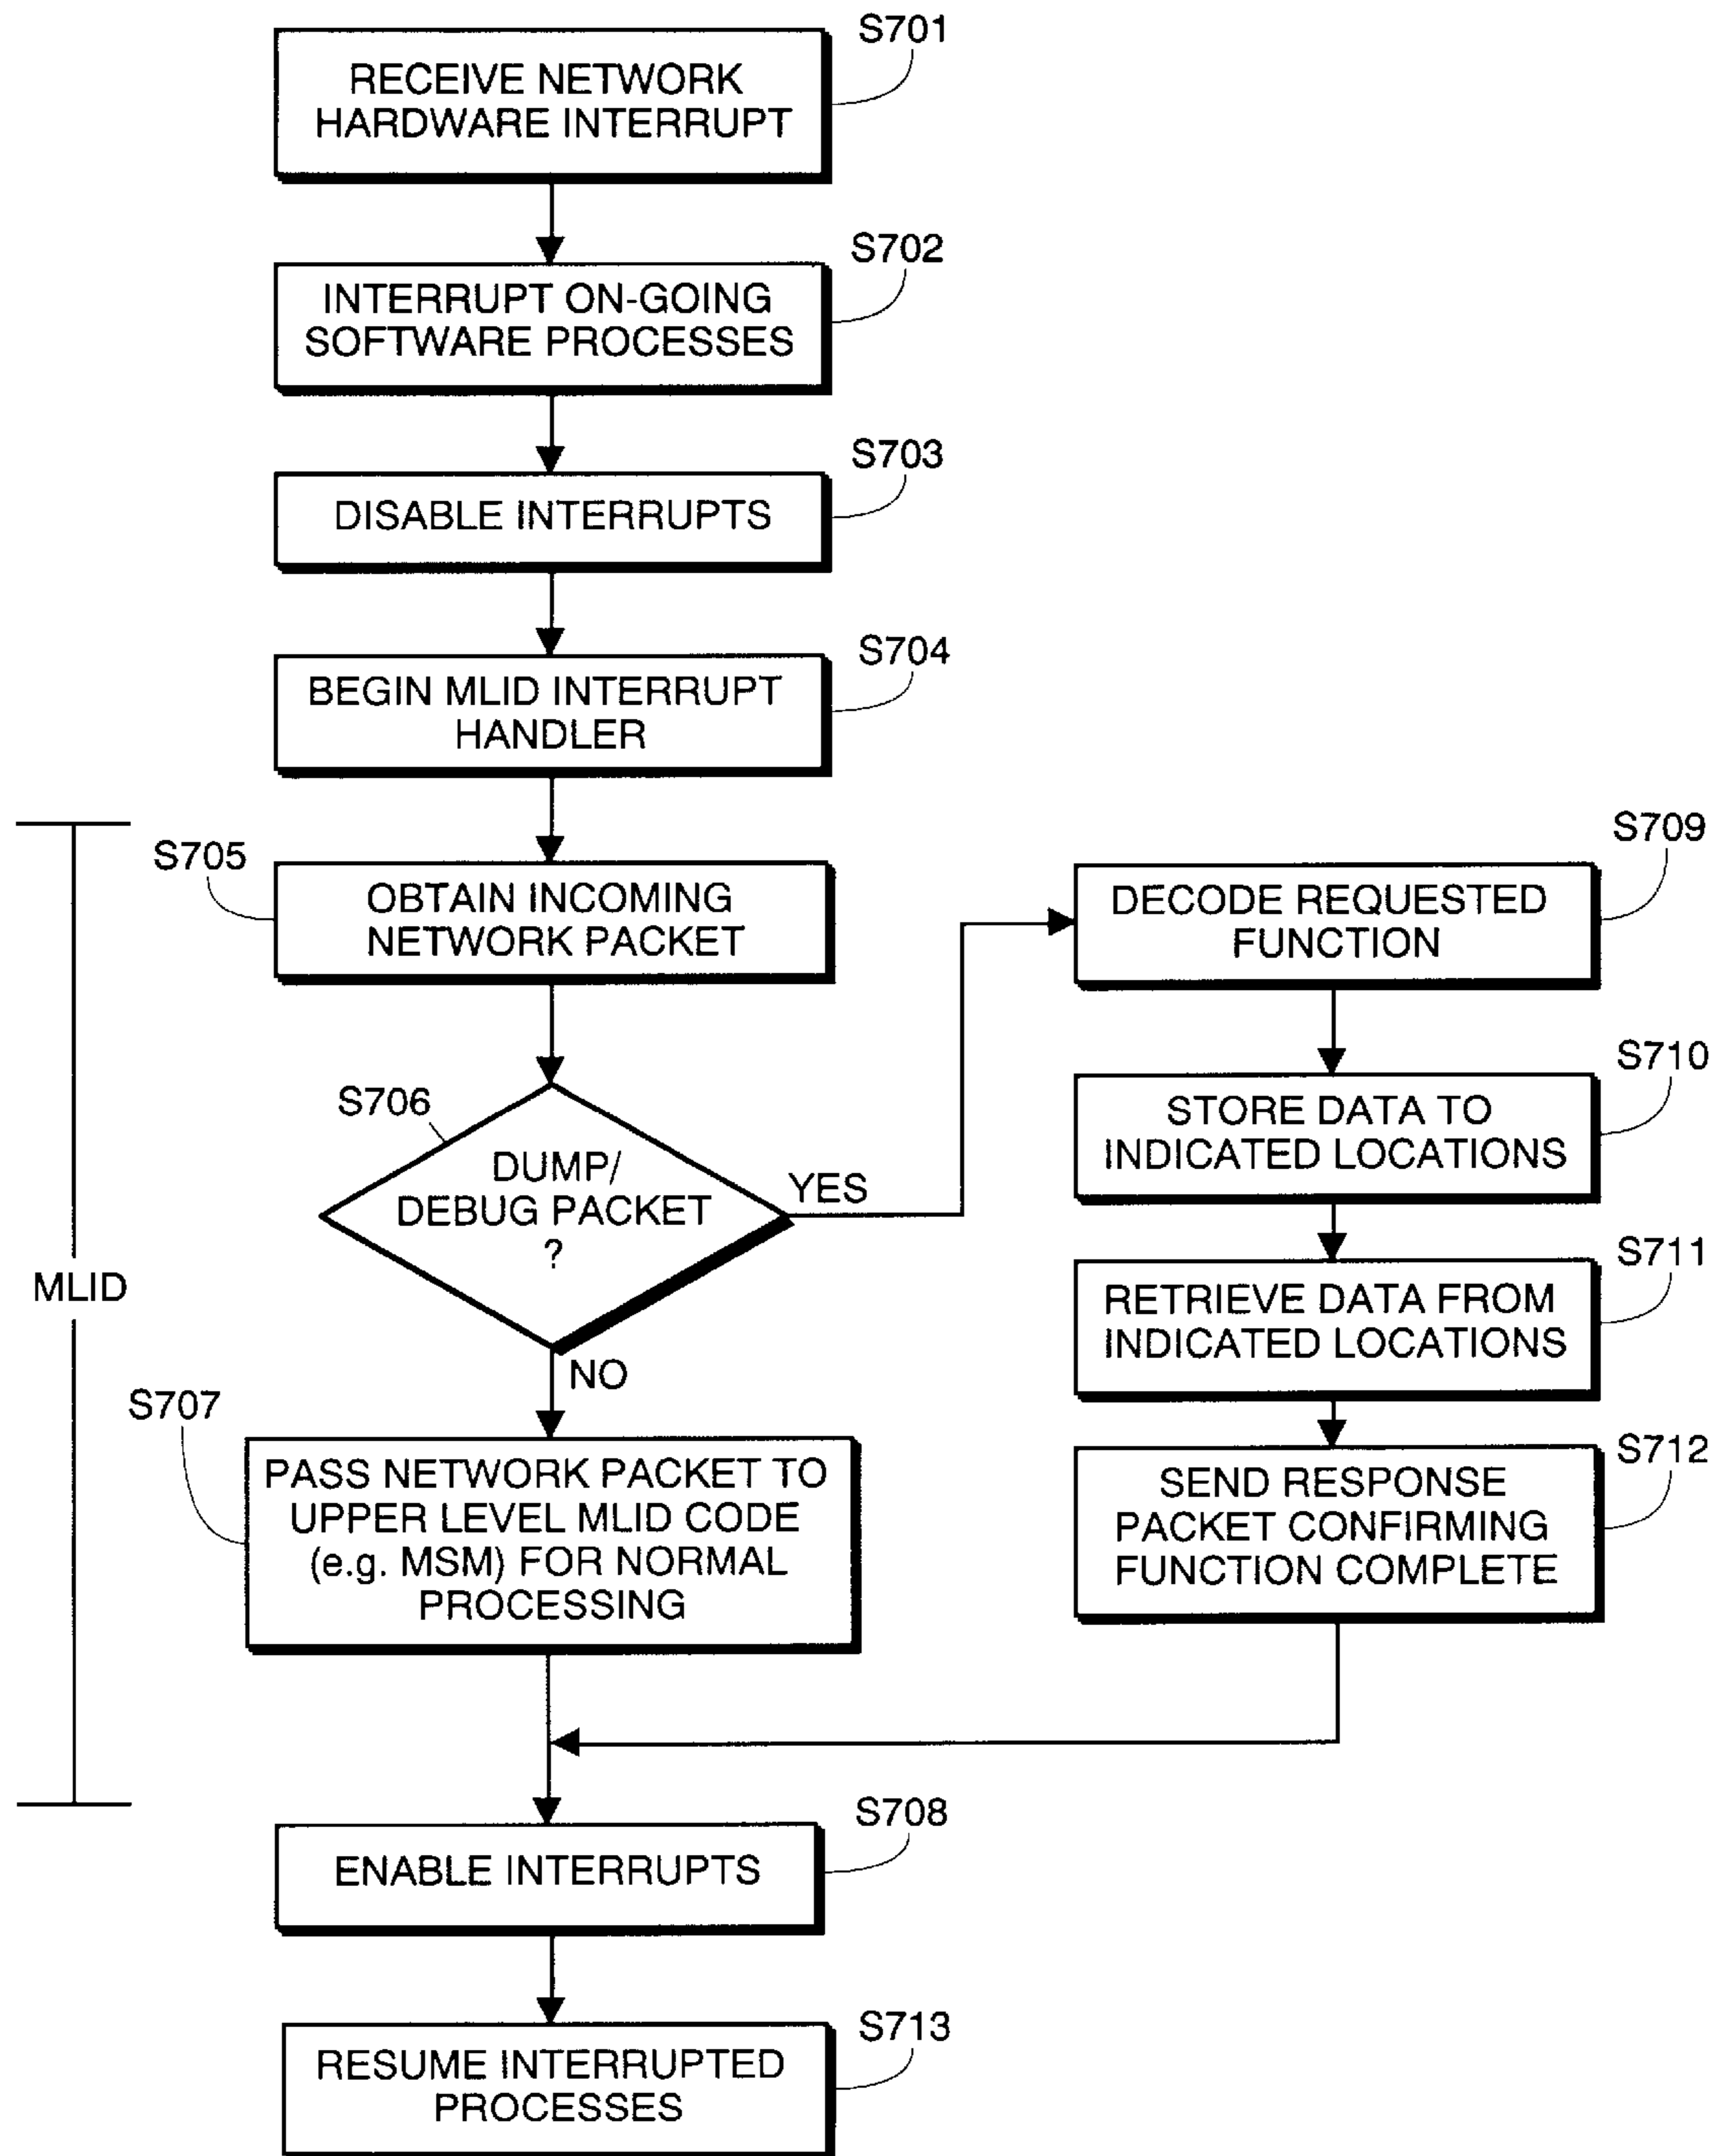 S701
RECEIVE NETWORK
HARDWARE INTERRUPT
S702
INTERRUPT ON-GOING
SOFTWARE PROCESSES
S703
DISABLE INTERRUPTS
S704
BEGIN MLID INTERRUPT
HANDLER
MLID
S705
OBTAIN INCOMING
NETWORK PACKET
S706
DUMP/
DEBUG PACKET
?
YES
NO
S707
PASS NETWORK PACKET TO
UPPER LEVEL MLID CODE
(e.g. MSM) FOR NORMAL
PROCESSING
S709
DECODE REQUESTED
FUNCTION
S710
STORE DATA TO
INDICATED LOCATIONS
S711
RETRIEVE DATA FROM
INDICATED LOCATIONS
S712
SEND RESPONSE
PACKET CONFIRMING
FUNCTION COMPLETE
S708
ENABLE INTERRUPTS
S713
RESUME INTERRUPTED
PROCESSES